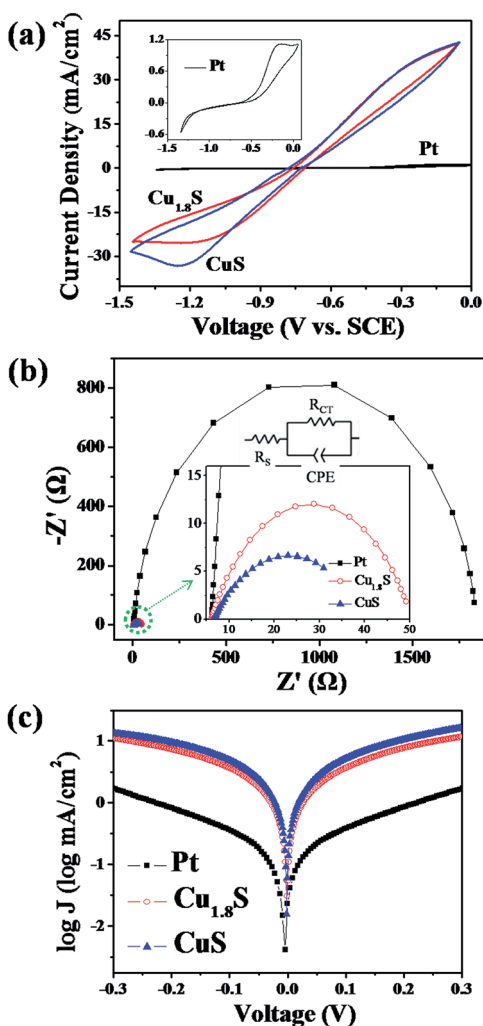 (a)
Current Density (mA/cm²)
45
30
15
0
-15
-30
1.2
0.6
0.0
-0.6
Pt
-1.5 -1.0 -0.5 0.0
Pt
Cu1.8S
CuS
-1.5 -1.2 -0.9 -0.6 -0.3 0.0
Voltage (V vs. SCE)
(b)
-Z' (Ω)
800
600
400
200
0
RS
RCT
CPE
15
10
5
0
Pt
Cu1.8S
CuS
10 20 30 40 50
0 500 1000 1500
Z' (Ω)
(c)
log J (log mA/cm²)
1
0
-1
-2
Pt
Cu1.8S
CuS
-0.3 -0.2 -0.1 0.0 0.1 0.2 0.3
Voltage (V)